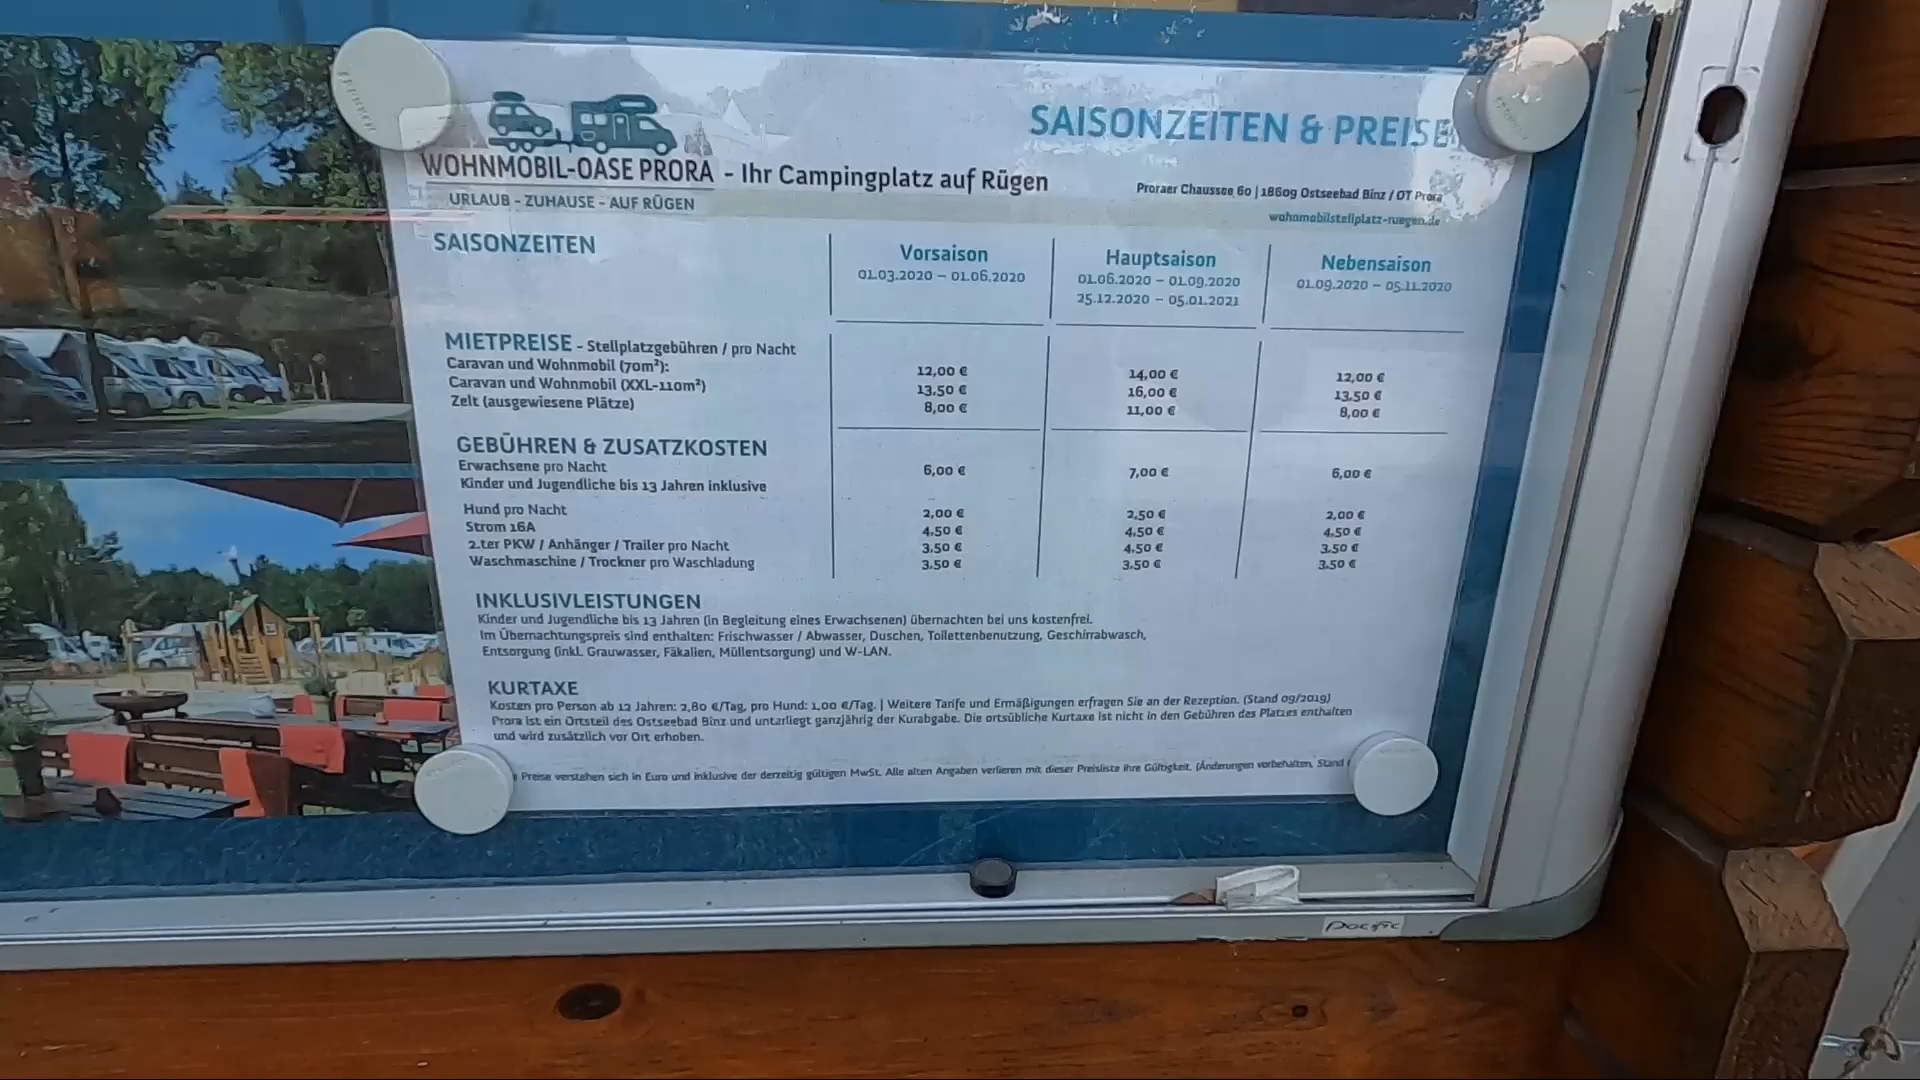 SAISONZEITEN & PREISE
WOHNMOBIL-OASE PRORA - Ihr Campingplatz auf Rügen
URLAUB - ZUHAUSE - AUF RÜGEN
Proraer Chaussee 60 | 18609 Ostseebad Binz / OT Prora
wohnmobilstellplatz-ruegen.de
SAISONZEITEN
Vorsaison
01.03.2020 – 01.06.2020
Hauptsaison
01.06.2020 – 01.09.2020
25.12.2020 – 05.01.2021
Nebensaison
01.09.2020 – 05.11.2020
MIETPREISE - Stellplatzgebühren / pro Nacht
Caravan und Wohnmobil (70m²): 12,00 € 14,00 € 12,00 €
Caravan und Wohnmobil (XXL-110m²) 13,50 € 16,00 € 13,50 €
Zelt (ausgewiesene Plätze) 8,00 € 11,00 € 8,00 €
GEBÜHREN & ZUSATZKOSTEN
Erwachsene pro Nacht 6,00 € 7,00 € 6,00 €
Kinder und Jugendliche bis 13 Jahren inklusive
Hund pro Nacht 2,00 € 2,50 € 2,00 €
Strom 16A 4,50 € 4,50 € 4,50 €
2.ter PKW / Anhänger / Trailer pro Nacht 3,50 € 4,50 € 3,50 €
Waschmaschine / Trockner pro Waschladung 3,50 € 3,50 € 3,50 €
INKLUSIVLEISTUNGEN
Kinder und Jugendliche bis 13 Jahren (in Begleitung eines Erwachsenen) übernachten bei uns kostenfrei.
Im Übernachtungspreis sind enthalten: Frischwasser / Abwasser, Duschen, Toilettenbenutzung, Geschirrabwasch,
Entsorgung (inkl. Grauwasser, Fäkalien, Müllentsorgung) und W-LAN.
KURTAXE
Kosten pro Person ab 12 Jahren: 2,80 €/Tag, pro Hund: 1,00 €/Tag. | Weitere Tarife und Ermäßigungen erfragen Sie an der Rezeption. (Stand 09/2019)
Prora ist ein Ortsteil des Ostseebad Binz und unterliegt ganzjährig der Kurabgabe. Die ortsübliche Kurtaxe ist nicht in den Gebühren des Platzes enthalten
und wird zusätzlich vor Ort erhoben.
Preise verstehen sich in Euro und inklusive der derzeitig gültigen MwSt. Alle alten Angaben verlieren mit dieser Preisliste ihre Gültigkeit. (Änderungen vorbehalten, Stand